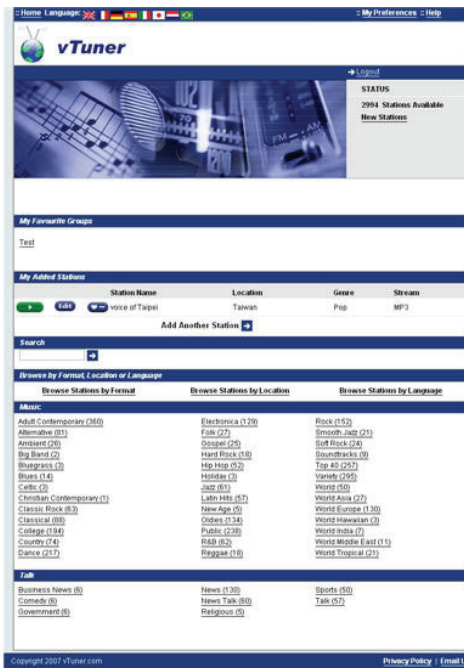 :: Home Language:
:: My Preferences :: Help
vTuner
Logout
STATUS
2994 Stations Available
New Stations
FM - AM
My Favourite Groups
Test
My Added Stations
Station Name Location Genre Stream
Edit voice of Taipei Taiwan Pop MP3
Add Another Station
Search
Browse by Format, Location or Language
Browse Stations by Format Browse Stations by Location Browse Stations by Language
Music
Adult Contemporary (360) Electronica (129) Rock (152)
Alternative (81) Folk (27) Smooth Jazz (21)
Ambient (26) Gospel (25) Soft Rock (24)
Big Band (2) Hard Rock (18) Soundtracks (9)
Bluegrass (3) Hip Hop (52) Top 40 (257)
Blues (14) Holiday (3) Variety (295)
Celtic (3) Jazz (61) World (50)
Christian Contemporary (1) Latin Hits (57) World Asia (27)
Classic Rock (63) New Age (5) World Europe (130)
Classical (88) Oldies (134) World Hawaiian (3)
College (194) Public (238) World India (7)
Country (74) R&B (62) World Middle East (11)
Dance (217) Reggae (18) World Tropical (21)
Talk
Business News (6) News (130) Sports (50)
Comedy (6) News Talk (60) Talk (57)
Government (6) Religious (5)
Copyright 2007 vTuner.com
Privacy Policy | Email